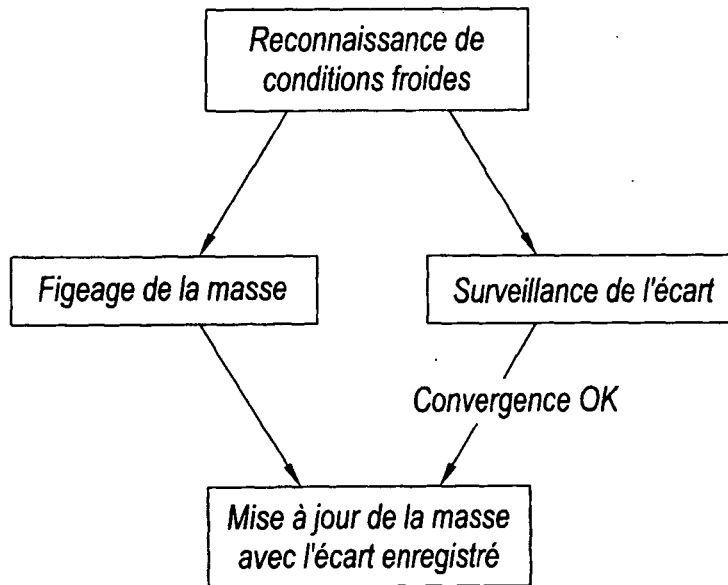 Reconnaissance de
conditions froides
Figeage de la masse
Surveillance de l'écart
Convergence OK
Mise à jour de la masse
avec l'écart enregistré